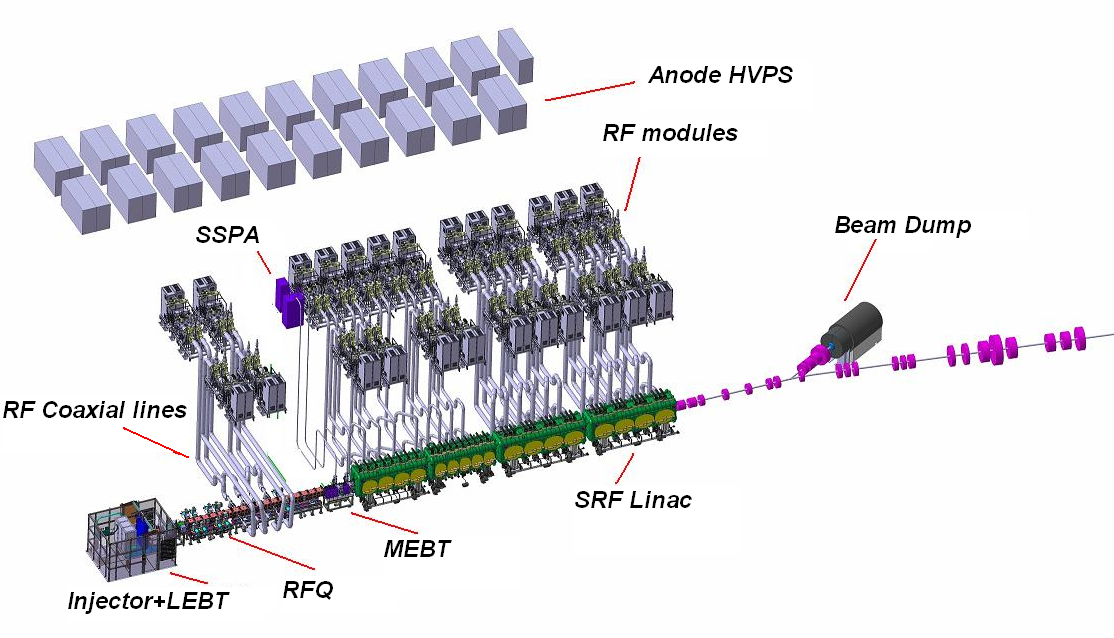 Anode HVPS
RF modules
Beam Dump
SSPA
RF Coaxial lines
SRF Linac
MEBT
RFQ
Injector+LEBT